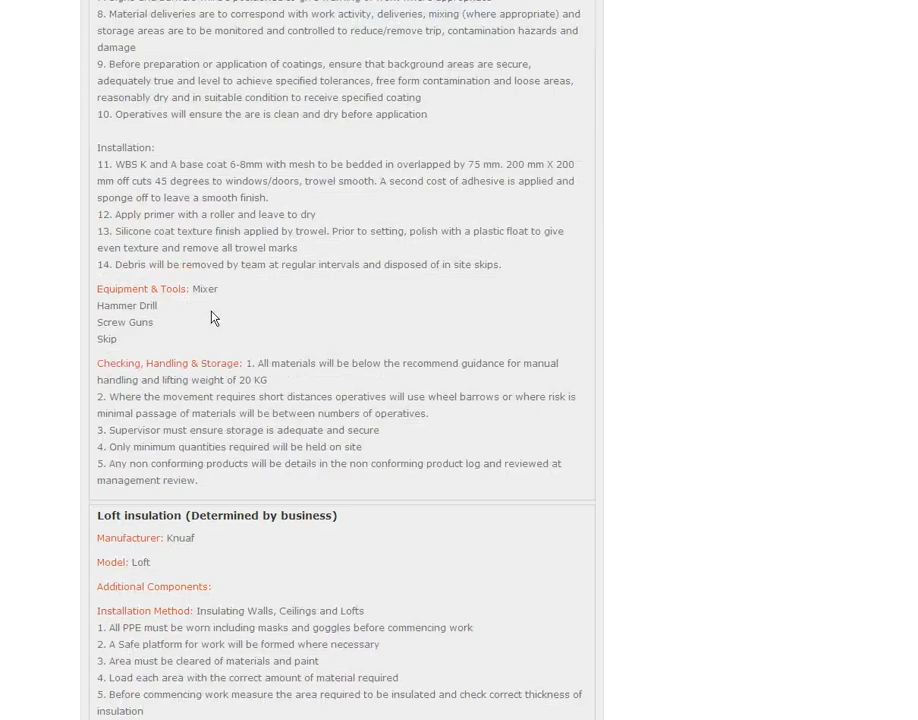 8. Material deliveries are to correspond with work activity, deliveries, mixing (where appropriate) and
storage areas are to be monitored and controlled to reduce/remove trip, contamination hazards and
damage
9. Before preparation or application of coatings, ensure that background areas are secure,
adequately true and level to achieve specified tolerances, free form contamination and loose areas,
reasonably dry and in suitable condition to receive specified coating
10. Operatives will ensure the are is clean and dry before application
Installation:
11. WBS K and A base coat 6-8mm with mesh to be bedded in overlapped by 75 mm. 200 mm X 200
mm off cuts 45 degrees to windows/doors, trowel smooth. A second cost of adhesive is applied and
sponge off to leave a smooth finish.
12. Apply primer with a roller and leave to dry
13. Silicone coat texture finish applied by trowel. Prior to setting, polish with a plastic float to give
even texture and remove all trowel marks
14. Debris will be removed by team at regular intervals and disposed of in site skips.
Equipment & Tools: Mixer
Hammer Drill
Screw Guns
Skip
Checking, Handling & Storage: 1. All materials will be below the recommend guidance for manual
handling and lifting weight of 20 KG
2. Where the movement requires short distances operatives will use wheel barrows or where risk is
minimal passage of materials will be between numbers of operatives.
3. Supervisor must ensure storage is adequate and secure
4. Only minimum quantities required will be held on site
5. Any non conforming products will be details in the non conforming product log and reviewed at
management review.
Loft insulation (Determined by business)
Manufacturer: Knuaf
Model: Loft
Additional Components:
Installation Method: Insulating Walls, Ceilings and Lofts
1. All PPE must be worn including masks and goggles before commencing work
2. A Safe platform for work will be formed where necessary
3. Area must be cleared of materials and paint
4. Load each area with the correct amount of material required
5. Before commencing work measure the area required to be insulated and check correct thickness of
insulation